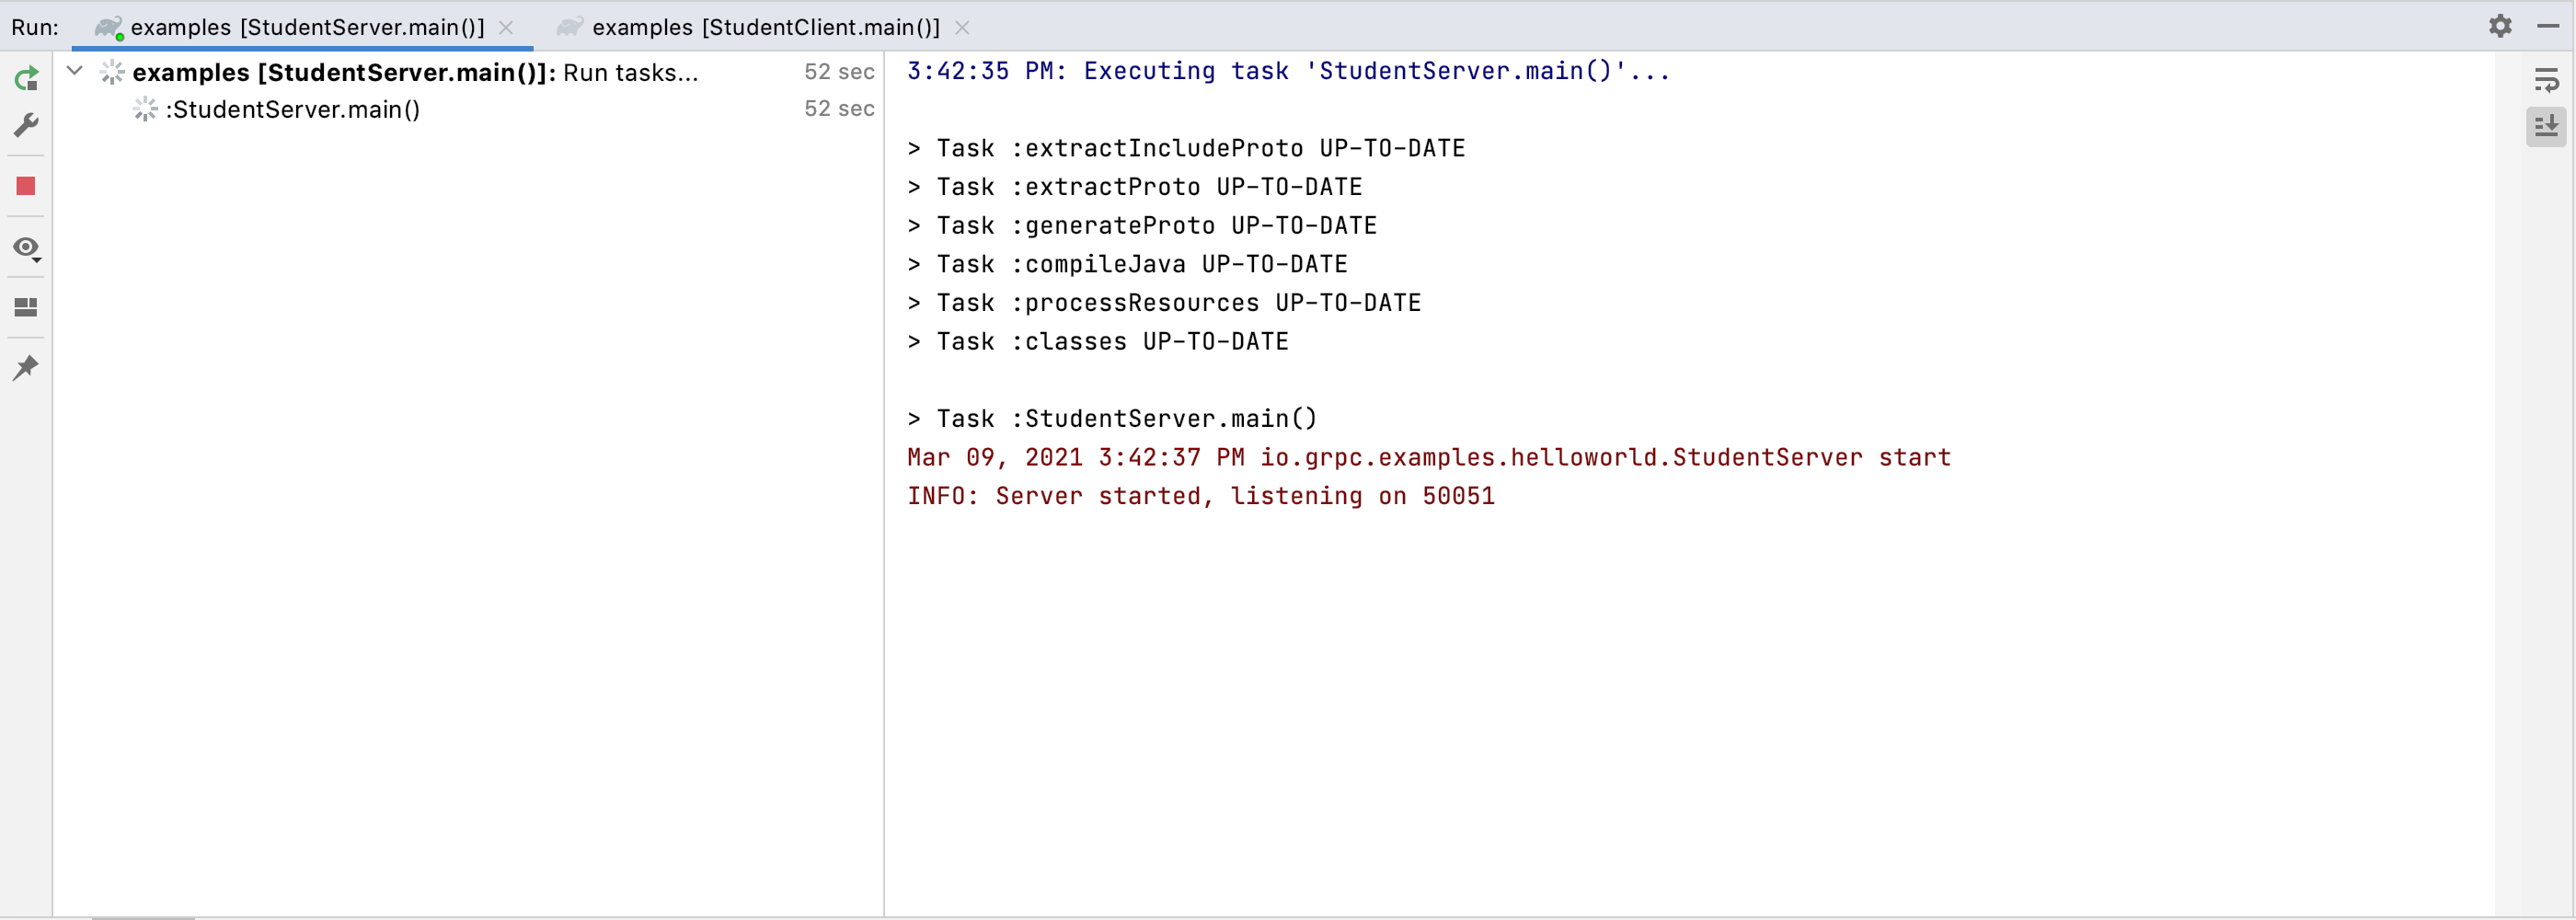 Run: examples [StudentServer.main()] examples [StudentClient.main()]
examples [StudentServer.main()]: Run tasks... 52 sec
:StudentServer.main() 52 sec
3:42:35 PM: Executing task 'StudentServer.main()'...
> Task :extractIncludeProto UP-TO-DATE
> Task :extractProto UP-TO-DATE
> Task :generateProto UP-TO-DATE
> Task :compileJava UP-TO-DATE
> Task :processResources UP-TO-DATE
> Task :classes UP-TO-DATE
> Task :StudentServer.main()
Mar 09, 2021 3:42:37 PM io.grpc.examples.helloworld.StudentServer start
INFO: Server started, listening on 50051